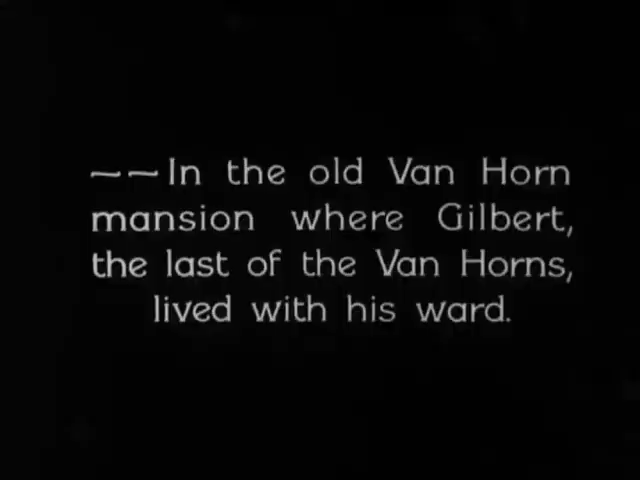 ——In the old Van Horn
mansion where Gilbert,
the last of the Van Horns,
lived with his ward.